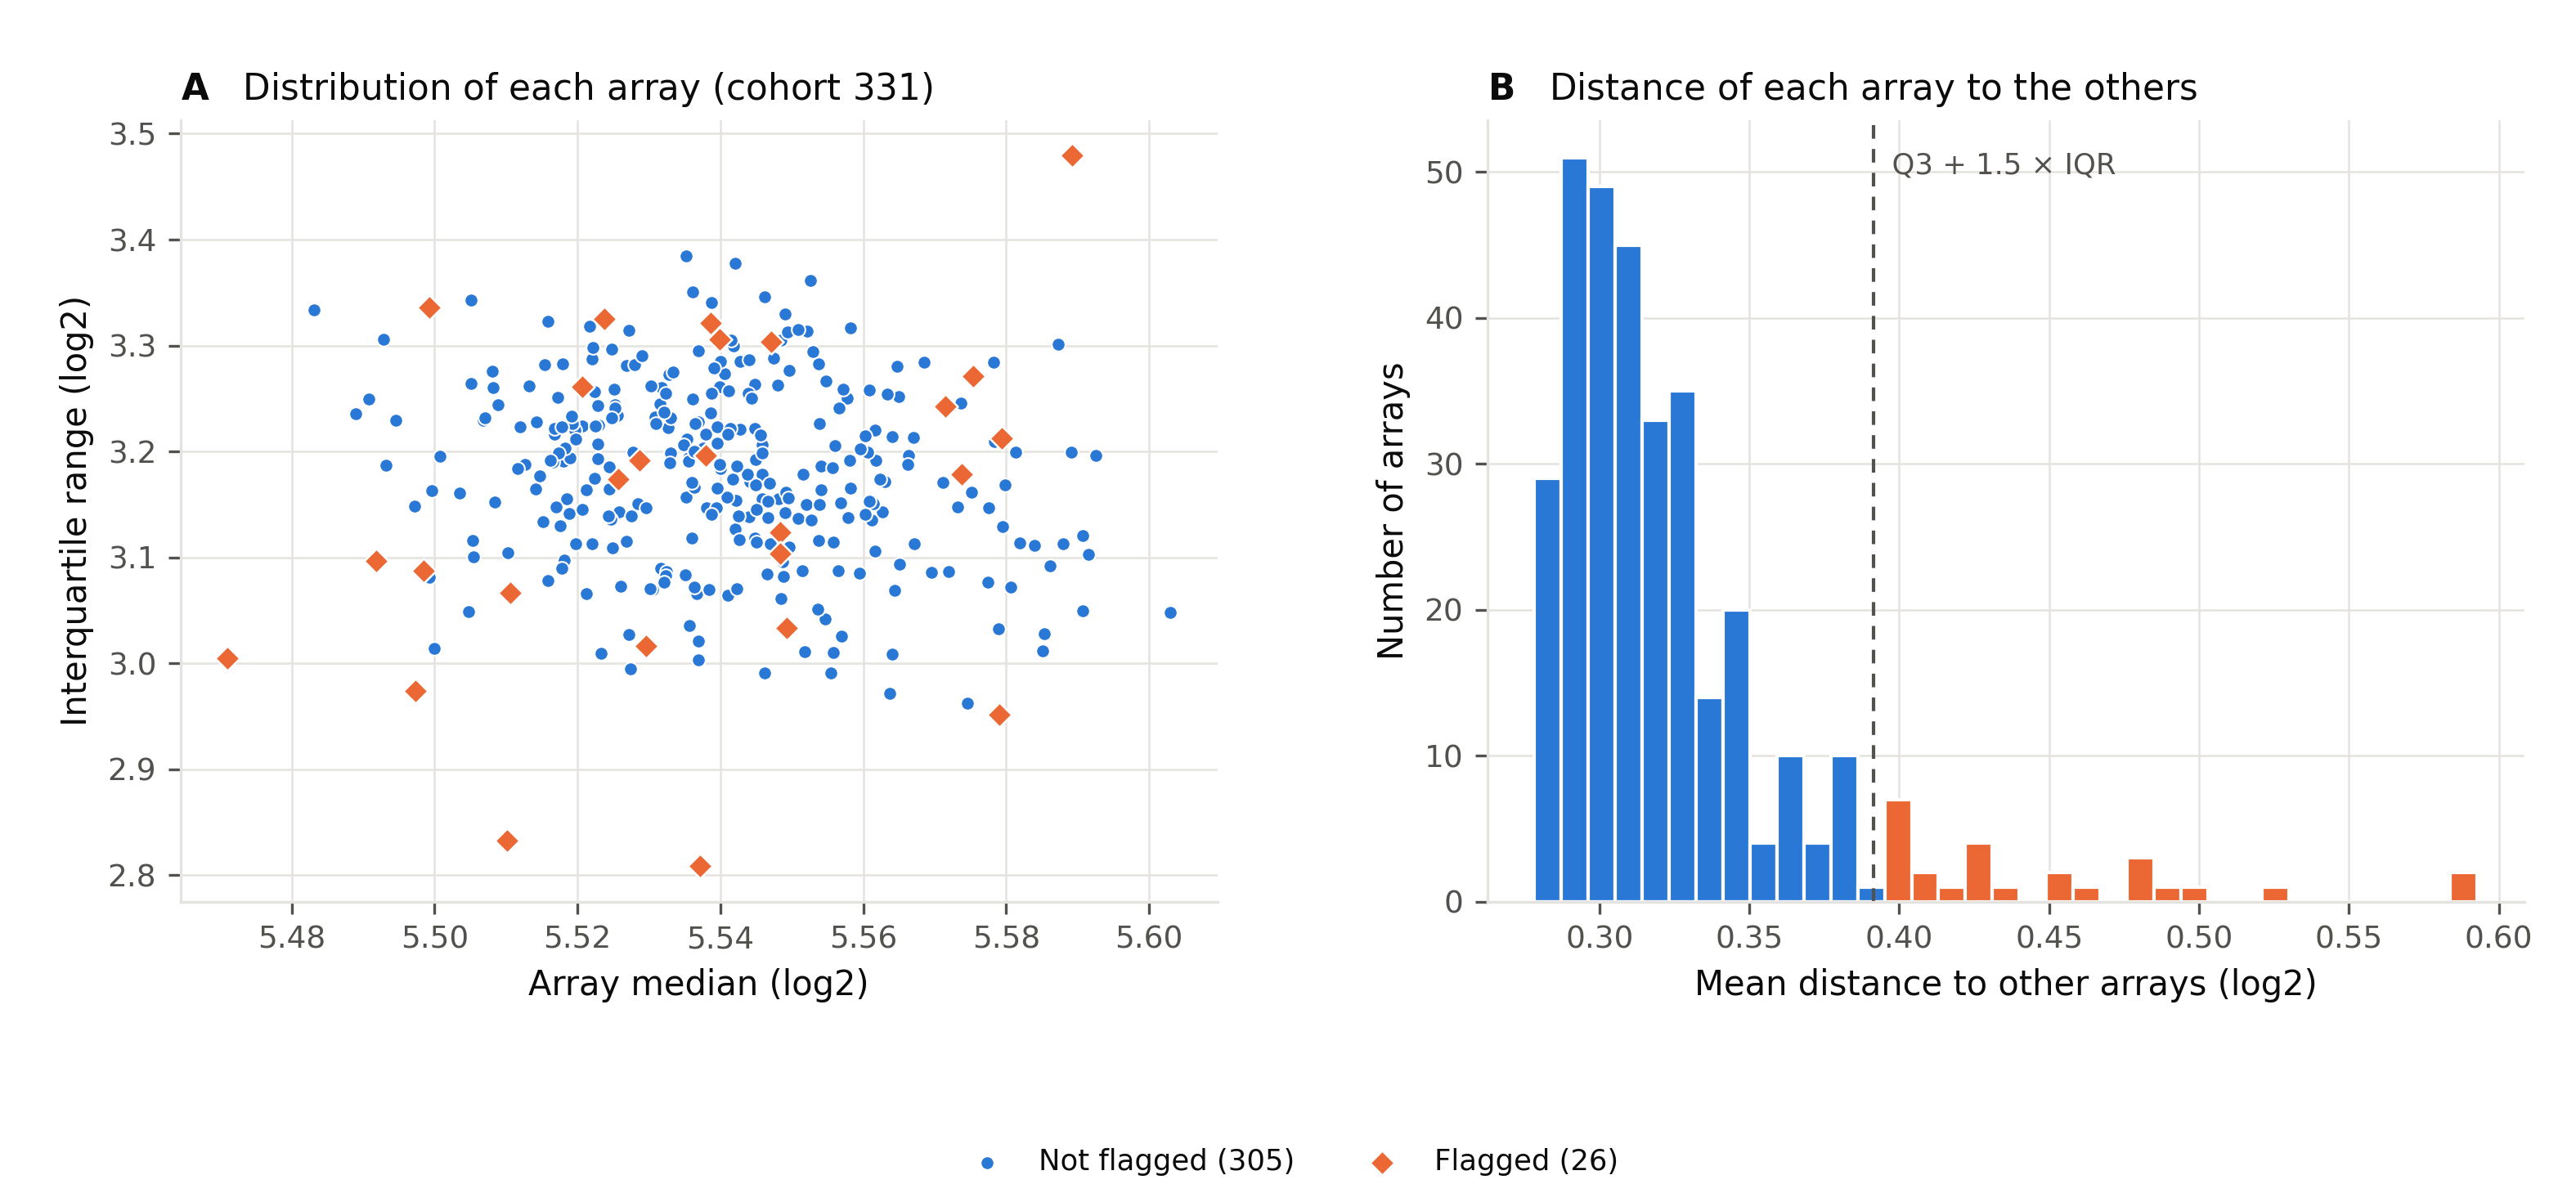 A Distribution of each array (cohort 331)
3.5
3.4
3.3
3.2
3.1
3.0
2.9
2.8
Interquartile range (log2)
5.48 5.50 5.52 5.54 5.56 5.58 5.60
Array median (log2)
B Distance of each array to the others
Q3 + 1.5 × IQR
50
40
30
20
10
0
Number of arrays
0.30 0.35 0.40 0.45 0.50 0.55 0.60
Mean distance to other arrays (log2)
Not flagged (305) Flagged (26)